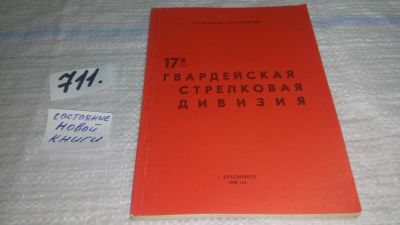 711.
СОСТОЯНИЕ
НОВОЙ
КНИГИ
17я
ГВАРДЕЙСКАЯ
СТРЕЛКОВАЯ
ДИВИЗИЯ
г. КРАСНОЯРСК